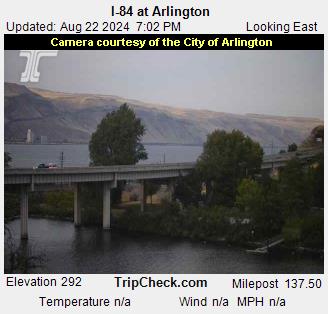 I-84 at Arlington
Updated: Aug 22 2024 7:02 PM Looking East
Camera courtesy of the City of Arlington
Elevation 292 TripCheck.com Milepost 137.50
Temperature n/a Wind n/a MPH n/a